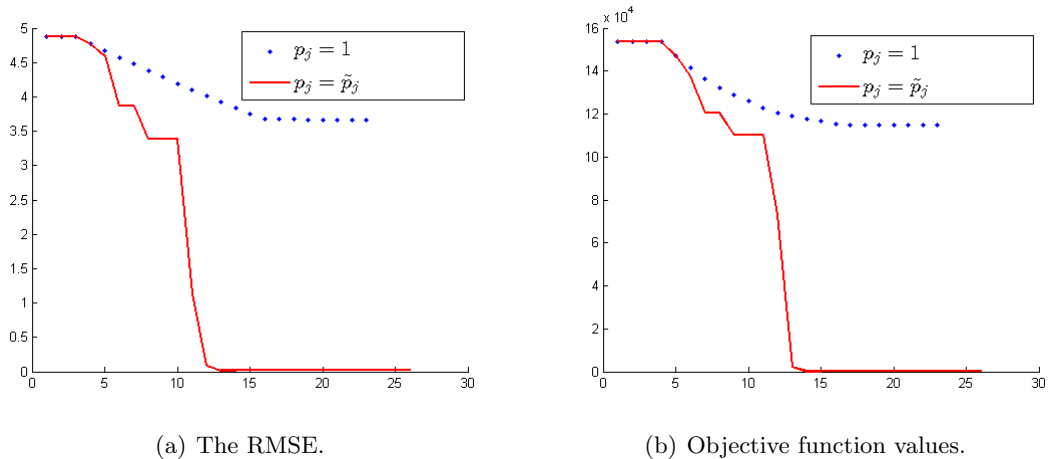 5
4.5
4
3.5
3
2.5
2
1.5
1
0.5
0
0 5 10 15 20 25 30
p_j = 1
p_j = p̃_j
(a) The RMSE.
x 10^4
16
14
12
10
8
6
4
2
0
0 5 10 15 20 25 30
p_j = 1
p_j = p̃_j
(b) Objective function values.